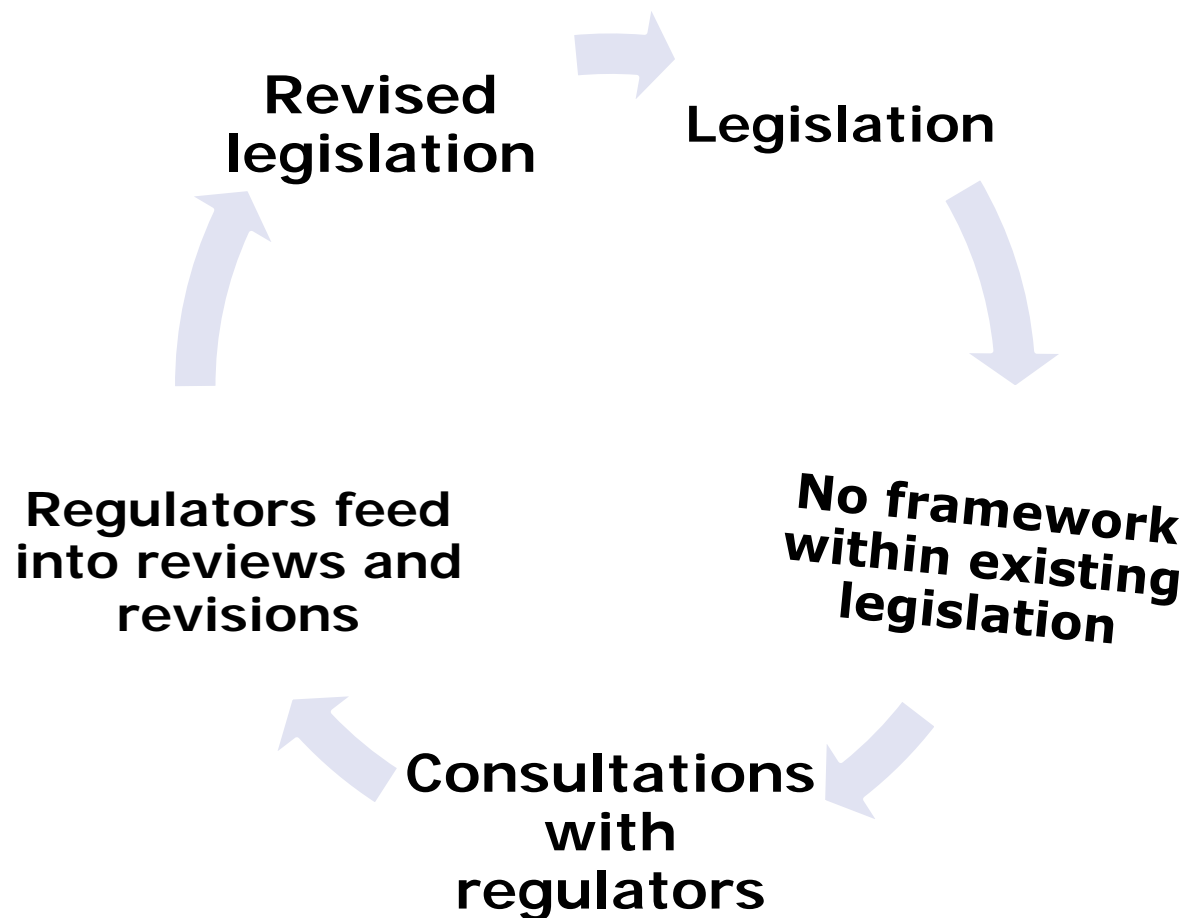 Revised
legislation
Legislation
No framework
within existing
legislation
Consultations
with
regulators
Regulators feed
into reviews and
revisions